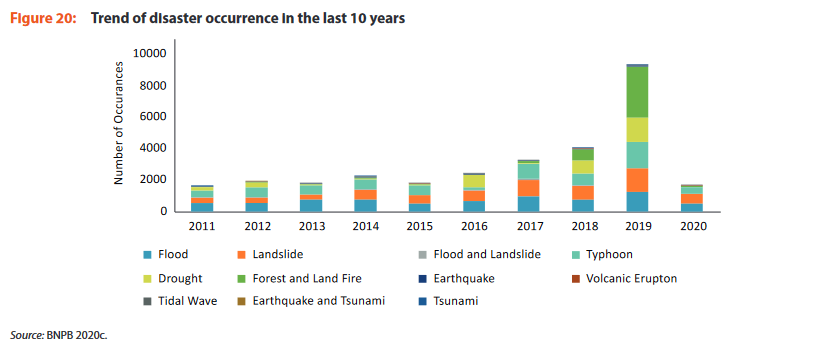 Figure 20: Trend of disaster occurrence in the last 10 years
Number of Occurances
10000
8000
6000
4000
2000
0
2011 2012 2013 2014 2015 2016 2017 2018 2019 2020
Flood Landslide Flood and Landslide Typhoon
Drought Forest and Land Fire Earthquake Volcanic Erupton
Tidal Wave Earthquake and Tsunami Tsunami
Source: BNPB 2020c.